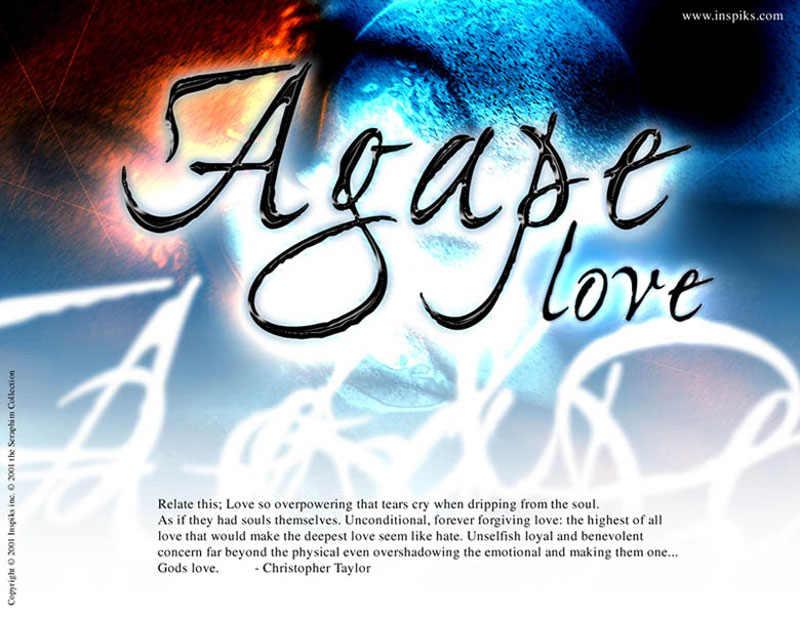 www.inspiks.com
Agape
love
Relate this; Love so overpowering that tears cry when dripping from the soul.
As if they had souls themselves. Unconditional, forever forgiving love: the highest of all
love that would make the deepest love seem like hate. Unselfish loyal and benevolent
concern far beyond the physical even overshadowing the emotional and making them one...
Gods love. - Christopher Taylor
Copyright © 2001 Inspiks inc. © 2001 the Seraphim Collection